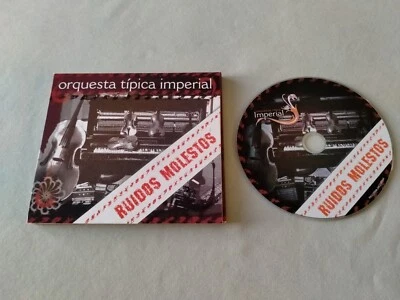 orquesta típica imperial
RUIDOS MOLESTOS
Imperial
RUIDOS MOLESTOS